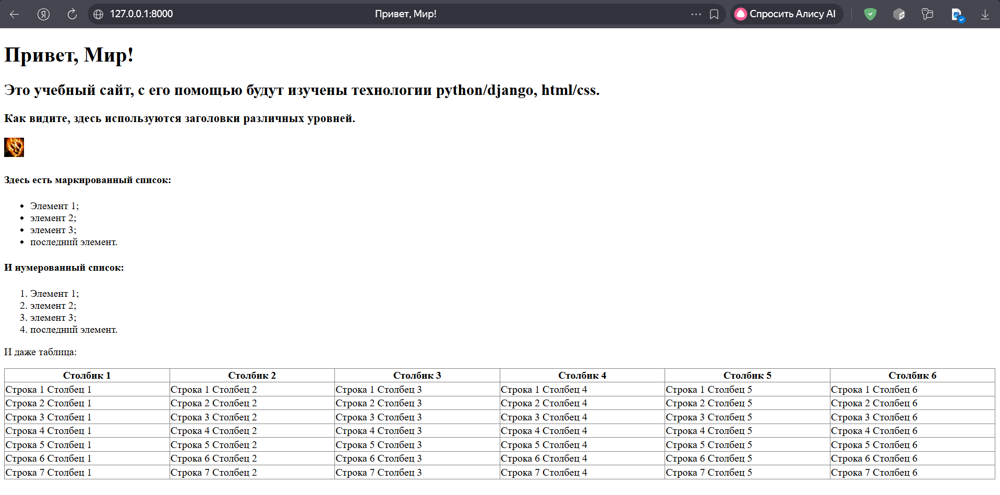 Я 127.0.0.1:8000 Привет, Мир! Спросить Алису AI
Привет, Мир!
Это учебный сайт, с его помощью будут изучены технологии python/django, html/css.
Как видите, здесь используются заголовки различных уровней.
Здесь есть маркированный список:
• Элемент 1;
• элемент 2;
• элемент 3;
• последний элемент.
И нумерованный список:
1. Элемент 1;
2. элемент 2;
3. элемент 3;
4. последний элемент.
И даже таблица:
Столбик 1 Столбик 2 Столбик 3 Столбик 4 Столбик 5 Столбик 6
Строка 1 Столбец 1 Строка 1 Столбец 2 Строка 1 Столбец 3 Строка 1 Столбец 4 Строка 1 Столбец 5 Строка 1 Столбец 6
Строка 2 Столбец 1 Строка 2 Столбец 2 Строка 2 Столбец 3 Строка 2 Столбец 4 Строка 2 Столбец 5 Строка 2 Столбец 6
Строка 3 Столбец 1 Строка 3 Столбец 2 Строка 3 Столбец 3 Строка 3 Столбец 4 Строка 3 Столбец 5 Строка 3 Столбец 6
Строка 4 Столбец 1 Строка 4 Столбец 2 Строка 4 Столбец 3 Строка 4 Столбец 4 Строка 4 Столбец 5 Строка 4 Столбец 6
Строка 5 Столбец 1 Строка 5 Столбец 2 Строка 5 Столбец 3 Строка 5 Столбец 4 Строка 5 Столбец 5 Строка 5 Столбец 6
Строка 6 Столбец 1 Строка 6 Столбец 2 Строка 6 Столбец 3 Строка 6 Столбец 4 Строка 6 Столбец 5 Строка 6 Столбец 6
Строка 7 Столбец 1 Строка 7 Столбец 2 Строка 7 Столбец 3 Строка 7 Столбец 4 Строка 7 Столбец 5 Строка 7 Столбец 6